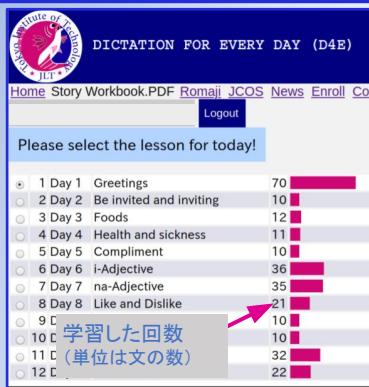 Tokyo Institute of Technology
JLT
DICTATION FOR EVERY DAY (D4E)
Home Story Workbook.PDF Romaji JCOS News Enroll Co
Logout
Please select the lesson for today!
1 Day 1 Greetings 70
2 Day 2 Be invited and inviting 10
3 Day 3 Foods 12
4 Day 4 Health and sickness 11
5 Day 5 Compliment 10
6 Day 6 i-Adjective 36
7 Day 7 na-Adjective 35
8 Day 8 Like and Dislike 21
9 D 10
10 D 10
11 D 32
12 D 22
学習した回数
(単位は文の数)